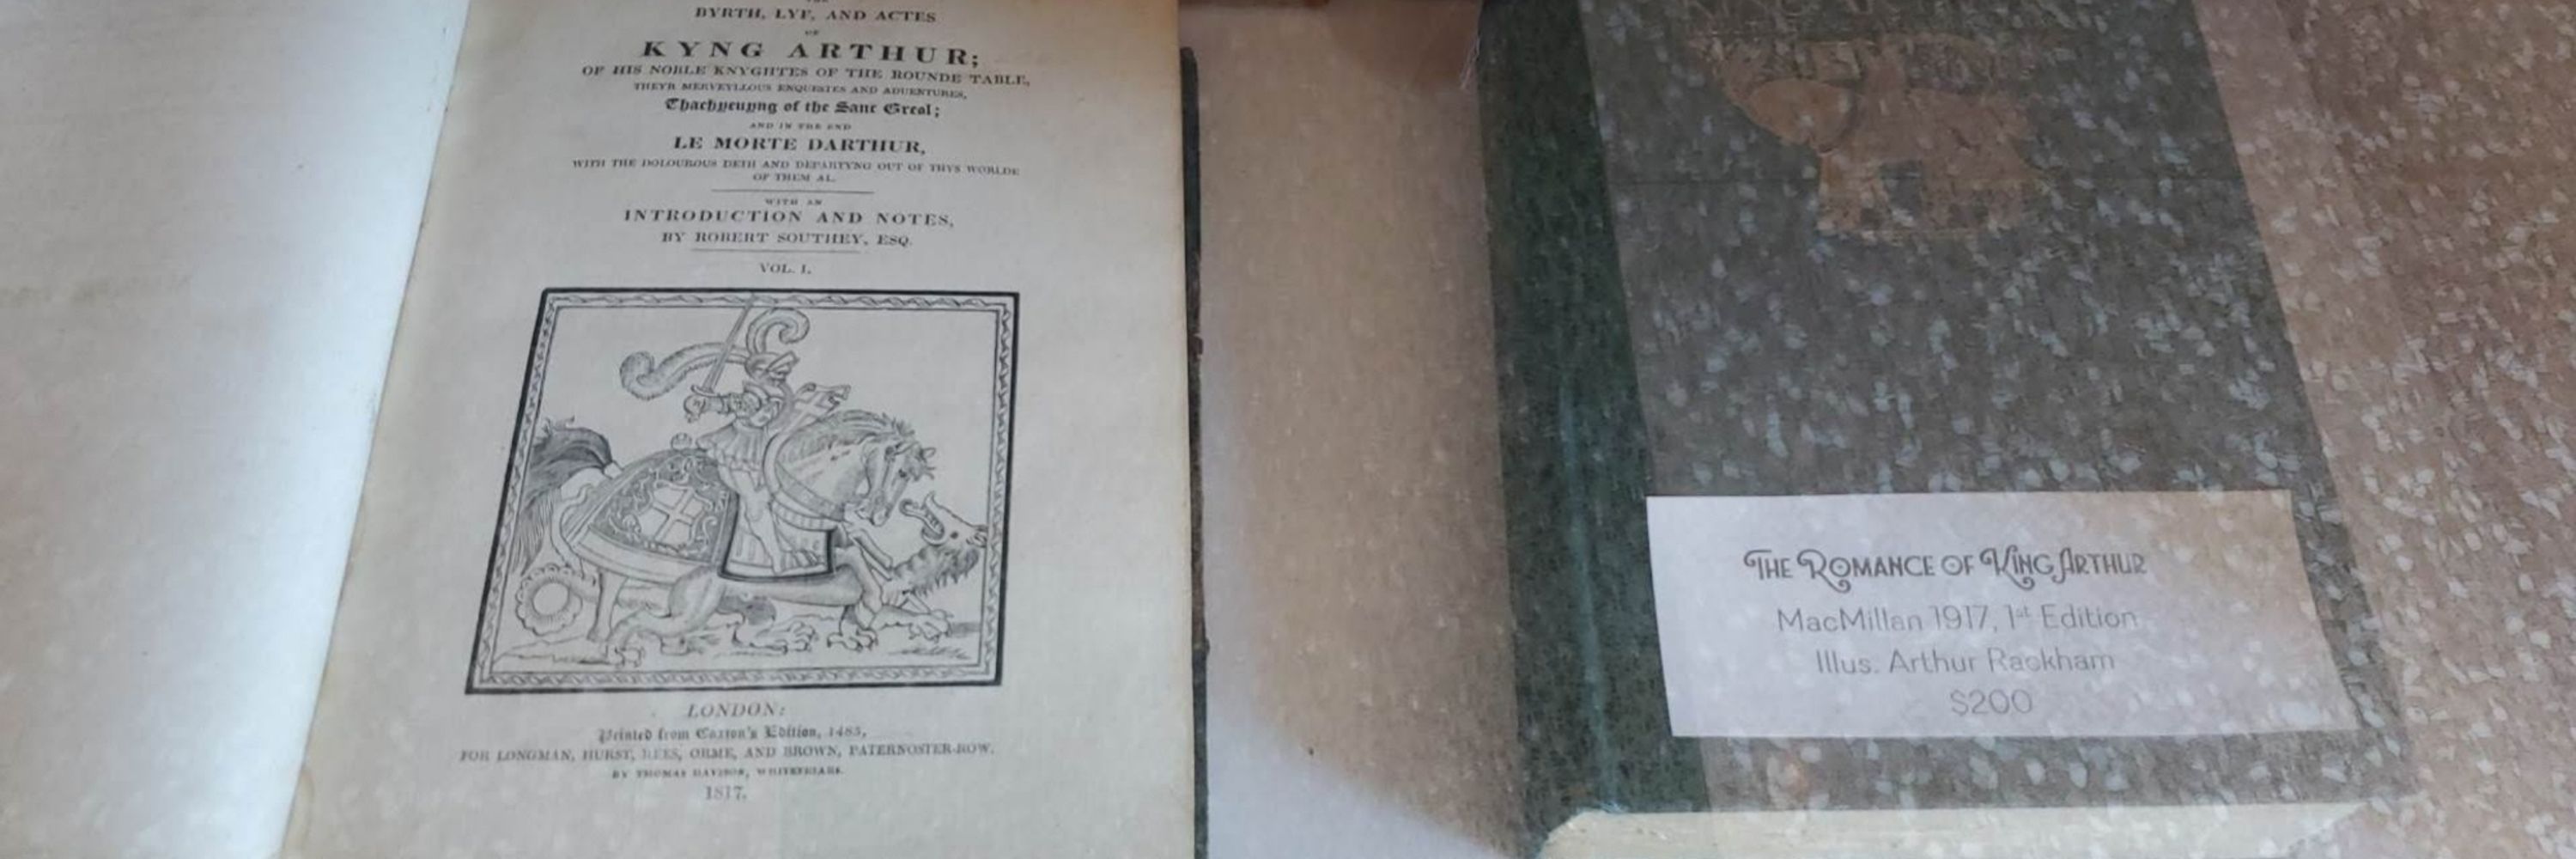 BYRTH, LYF, AND ACTES
OF
KYNG ARTHUR;
OF HIS NOBLE KNYGHTES OF THE ROUNDE TABLE,
THEYR MERVEYLLOUS ENQUESTES AND ADUENTURES,
Thachyeuyng of the Sanc Greal;
AND IN THE END
LE MORTE DARTHUR,
WITH THE DOLOUROUS DETH AND DEPARTYNG OUT OF THYS WORLDE
OF THEM AL.
WITH AN
INTRODUCTION AND NOTES,
BY ROBERT SOUTHEY, ESQ.
VOL. I.
LONDON:
Printed from Caxton's Edition, 1485,
FOR LONGMAN, HURST, REES, ORME, AND BROWN, PATERNOSTER-ROW.
BY THOMAS DAVISON, WHITEFRIARS.
1817.
THE ROMANCE OF KING ARTHUR
MacMillan 1917, 1st Edition
Illus. Arthur Rackham
$200